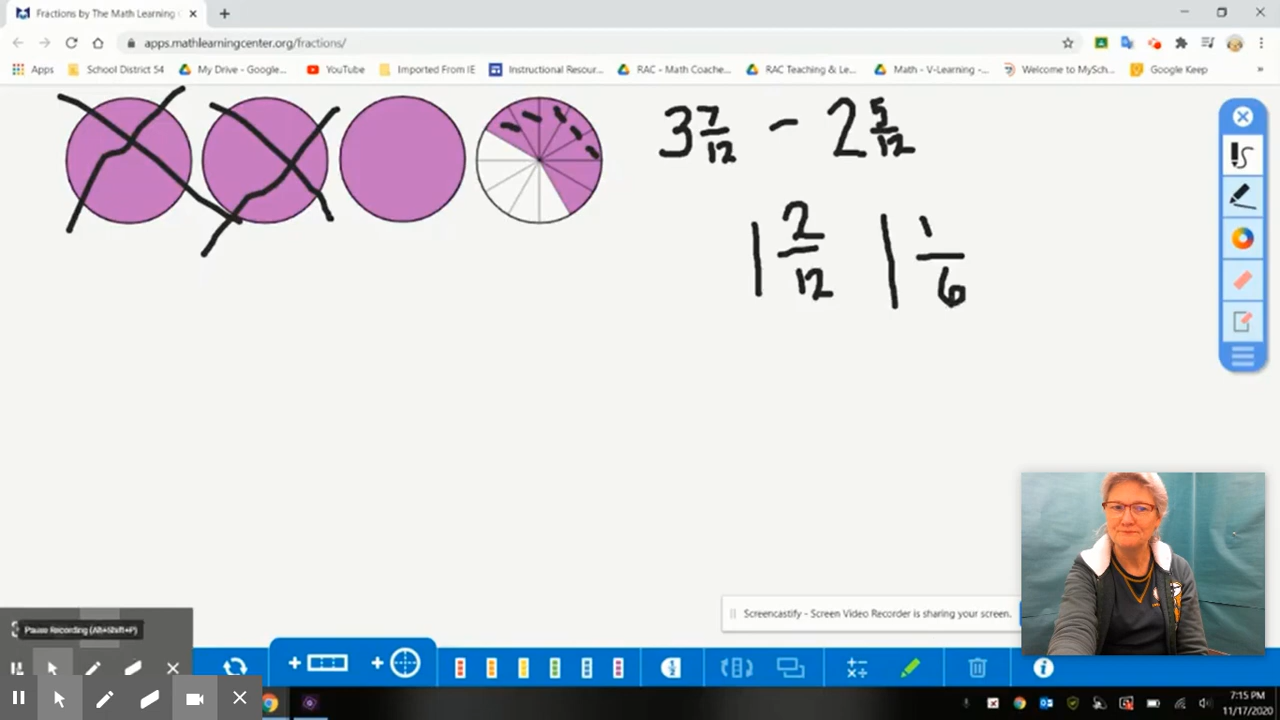 Fractions by The Math Learning C
apps.mathlearningcenter.org/fractions/
Apps School District 54 My Drive - Google... YouTube Imported From IE Instructional Resour... RAC - Math Coache... RAC Teaching & Le... Math - V-Learning -... Welcome to MySch... Google Keep »
3 7/12 - 2 5/12
1 2/12 1 1/6
Screencastify - Screen Video Recorder is sharing your screen.
Pause Recording (Alt+Shift+P)
7:15 PM
11/17/2020